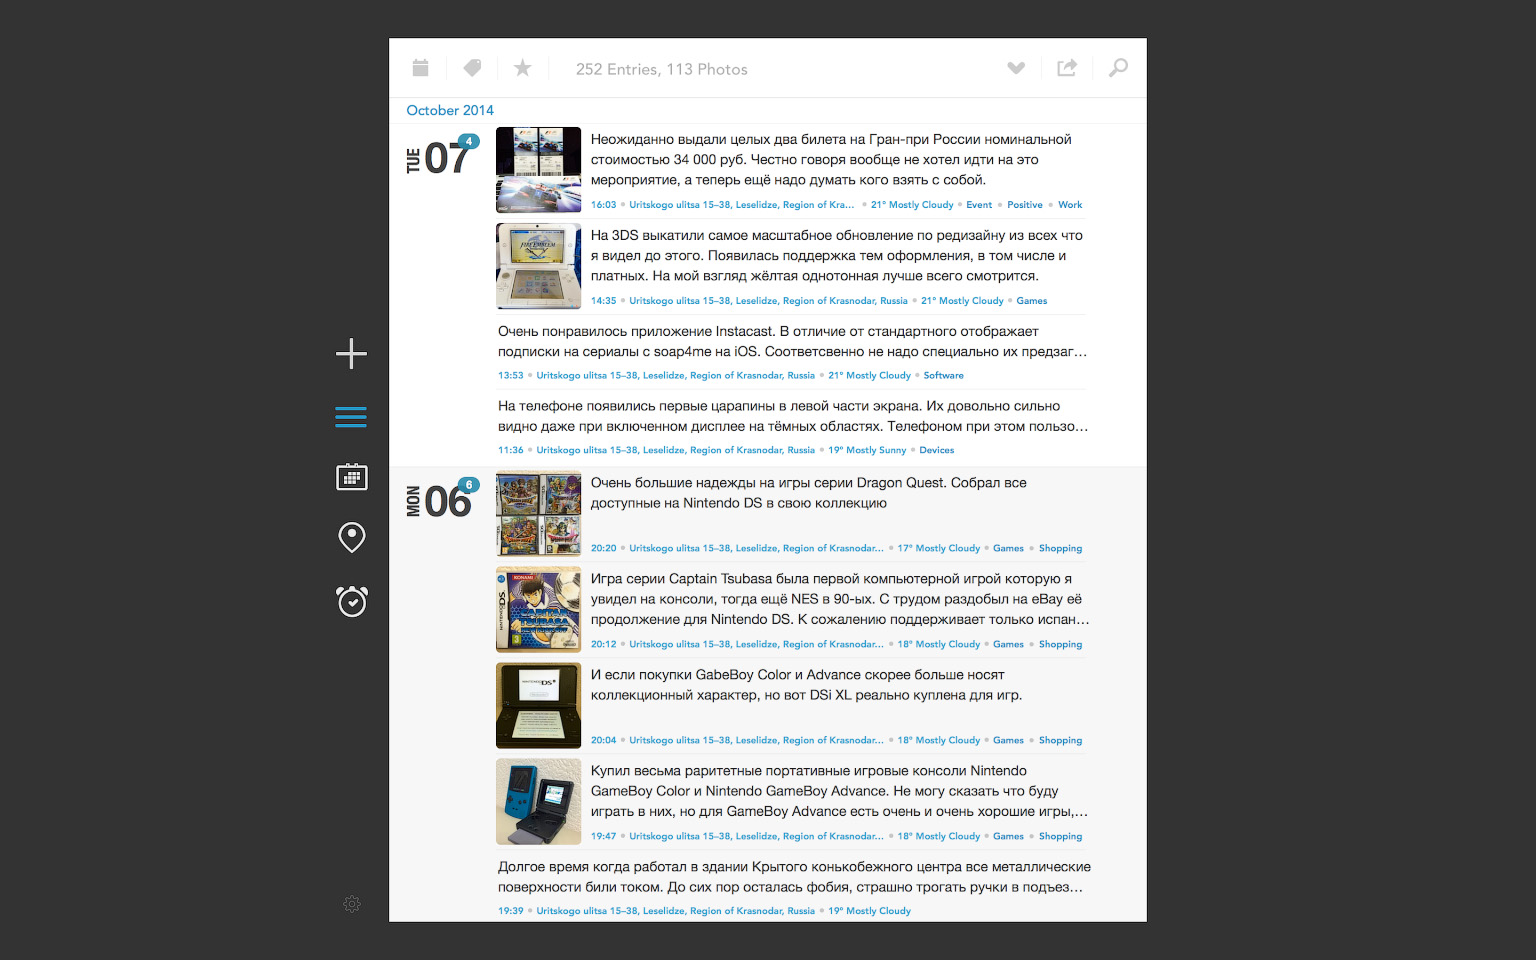 252 Entries, 113 Photos
October 2014
TUE
07
4
Неожиданно выдали целых два билета на Гран-при России номинальной
стоимостью 34 000 руб. Честно говоря вообще не хотел идти на это
мероприятие, а теперь ещё надо думать кого взять с собой.
16:03 • Uritskogo ulitsa 15–38, Leselidze, Region of Kra... • 21° Mostly Cloudy • Event • Positive • Work
FIRE EMBLEM
На 3DS выкатили самое масштабное обновление по редизайну из всех что
я видел до этого. Появилась поддержка тем оформления, в том числе и
платных. На мой взгляд жёлтая однотонная лучше всего смотрится.
14:35 • Uritskogo ulitsa 15–38, Leselidze, Region of Krasnodar, Russia • 21° Mostly Cloudy • Games
Очень понравилось приложение Instacast. В отличие от стандартного отображает
подписки на сериалы с soap4me на iOS. Соответсвенно не надо специально их предзаг...
13:53 • Uritskogo ulitsa 15–38, Leselidze, Region of Krasnodar, Russia • 21° Mostly Cloudy • Software
На телефоне появились первые царапины в левой части экрана. Их довольно сильно
видно даже при включенном дисплее на тёмных областях. Телефоном при этом пользо...
11:36 • Uritskogo ulitsa 15–38, Leselidze, Region of Krasnodar, Russia • 19° Mostly Sunny • Devices
MON
06
6
Очень большие надежды на игры серии Dragon Quest. Собрал все
доступные на Nintendo DS в свою коллекцию
20:20 • Uritskogo ulitsa 15–38, Leselidze, Region of Krasnodar... • 17° Mostly Cloudy • Games • Shopping
KONAMI
NINTENDO DS
CAPTAIN
TSUBASA
3
Игра серии Captain Tsubasa была первой компьютерной игрой которую я
увидел на консоли, тогда ещё NES в 90-ых. С трудом раздобыл на eBay её
продолжение для Nintendo DS. К сожалению поддерживает только испан...
20:12 • Uritskogo ulitsa 15–38, Leselidze, Region of Krasnodar... • 18° Mostly Cloudy • Games • Shopping
NINTENDO DS
И если покупки GabeBoy Color и Advance скорее больше носят
коллекционный характер, но вот DSi XL реально куплена для игр.
20:04 • Uritskogo ulitsa 15–38, Leselidze, Region of Krasnodar... • 18° Mostly Cloudy • Games • Shopping
Купил весьма раритетные портативные игровые консоли Nintendo
GameBoy Color и Nintendo GameBoy Advance. Не могу сказать что буду
играть в них, но для GameBoy Advance есть очень и очень хорошие игры,...
19:47 • Uritskogo ulitsa 15–38, Leselidze, Region of Krasnodar... • 18° Mostly Cloudy • Games • Shopping
Долгое время когда работал в здании Крытого конькобежного центра все металлические
поверхности били током. До сих пор осталась фобия, страшно трогать ручки в подъез...
19:39 • Uritskogo ulitsa 15–38, Leselidze, Region of Krasnodar, Russia • 19° Mostly Cloudy